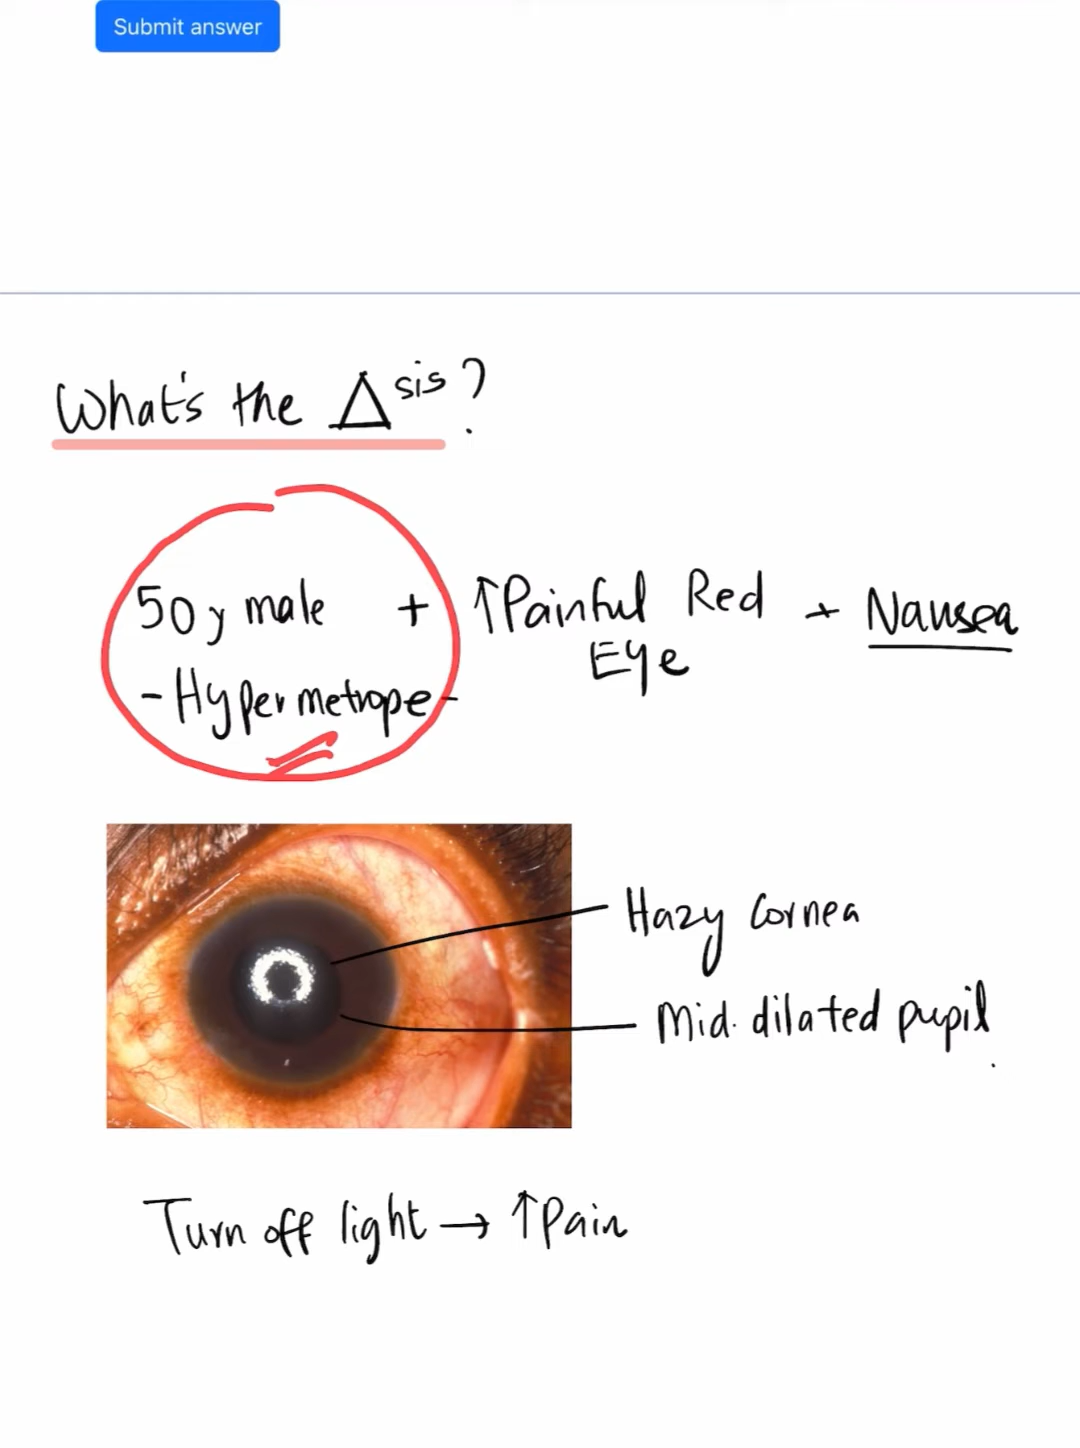 Submit answer
What's the Δsis?
50y male + ↑Painful Red Eye + Nausea
- Hypermetrope -
Hazy Cornea
Mid. dilated pupil.
Turn off light → ↑Pain